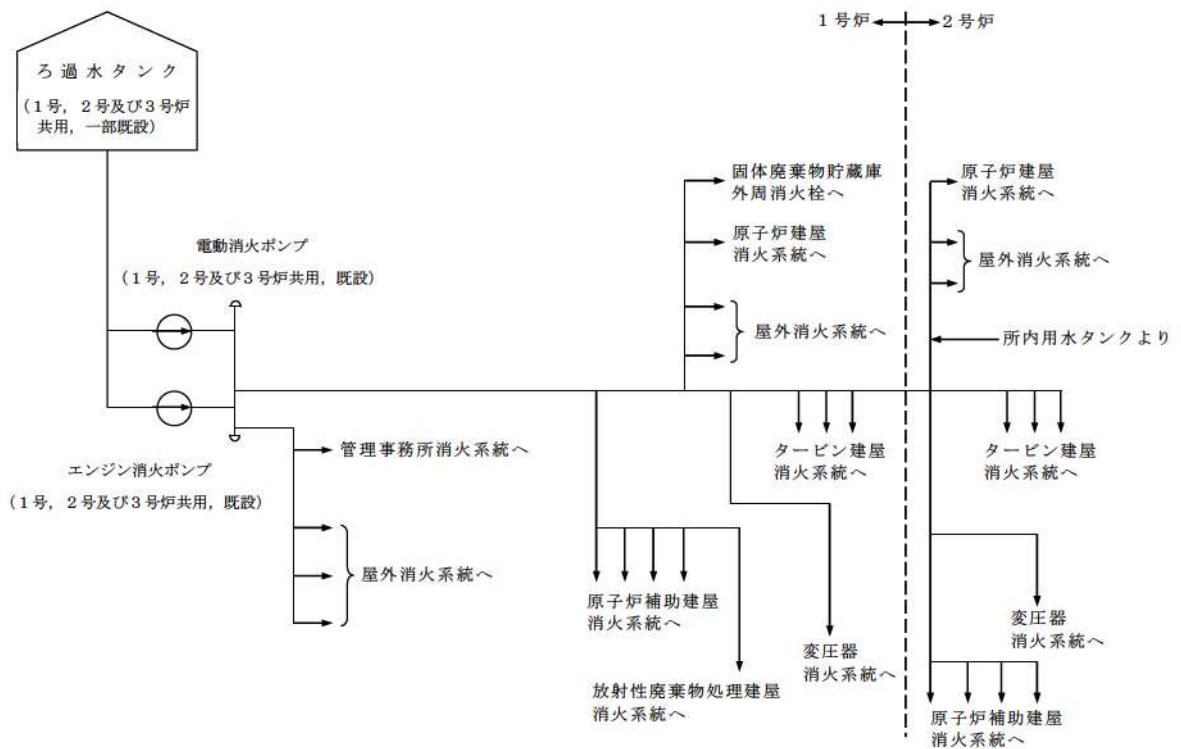 1号炉
2号炉
ろ過水タンク
(1号,2号及び3号炉
共用,一部既設)
固体廃棄物貯蔵庫
外周消火栓へ
原子炉建屋
消火系統へ
原子炉建屋
消火系統へ
屋外消火系統へ
電動消火ポンプ
(1号,2号及び3号炉共用,既設)
屋外消火系統へ
所内用水タンクより
管理事務所消火系統へ
タービン建屋
消火系統へ
タービン建屋
消火系統へ
エンジン消火ポンプ
(1号,2号及び3号炉共用,既設)
屋外消火系統へ
原子炉補助建屋
消火系統へ
変圧器
消火系統へ
変圧器
消火系統へ
放射性廃棄物処理建屋
消火系統へ
原子炉補助建屋
消火系統へ